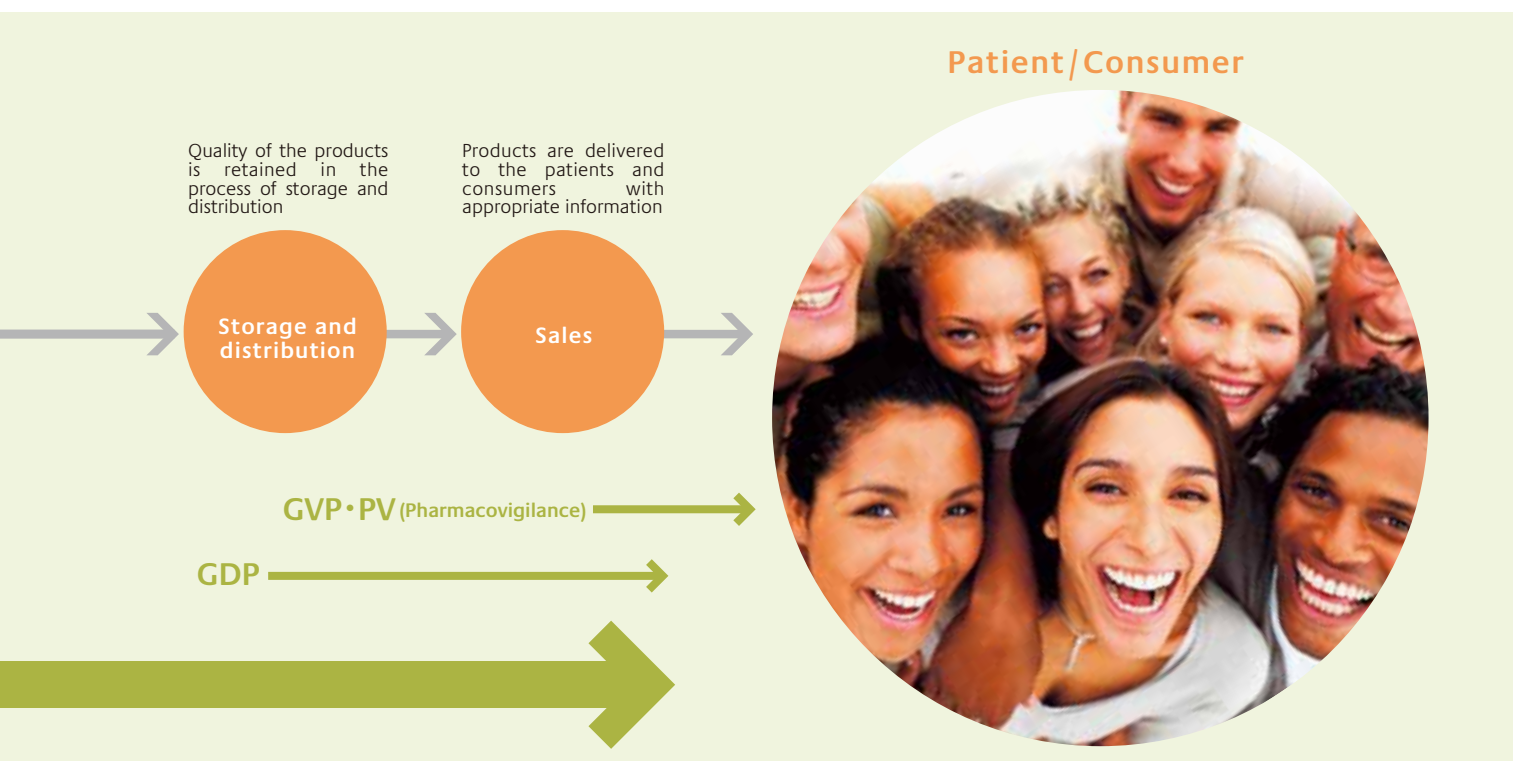 Patient/Consumer
Quality of the products
is retained in the
process of storage and
distribution
Products are delivered
to the patients and
consumers with
appropriate information
Storage and
distribution
Sales
GVP・PV (Pharmacovigilance)
GDP